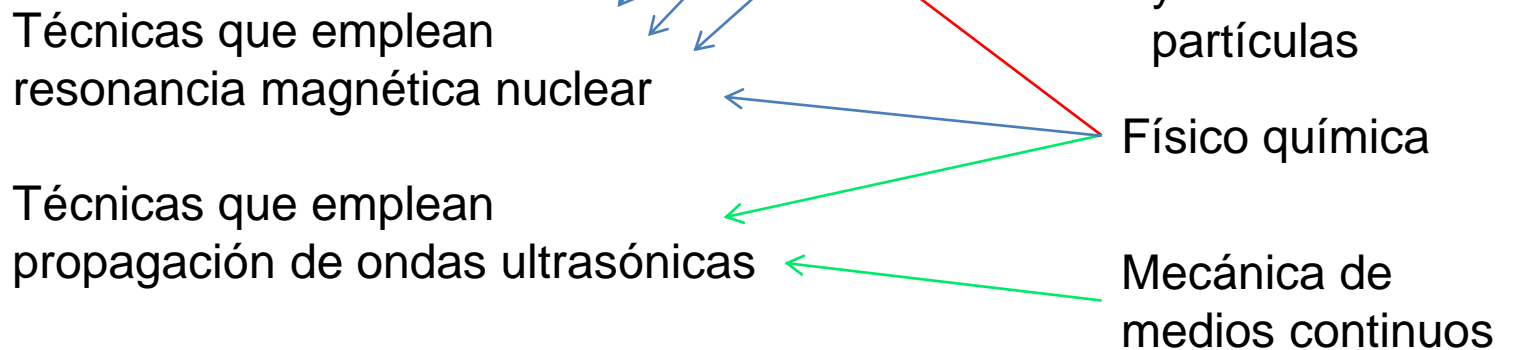 Técnicas que emplean
resonancia magnética nuclear
Técnicas que emplean
propagación de ondas ultrasónicas
y
partículas
Físico química
Mecánica de
medios continuos